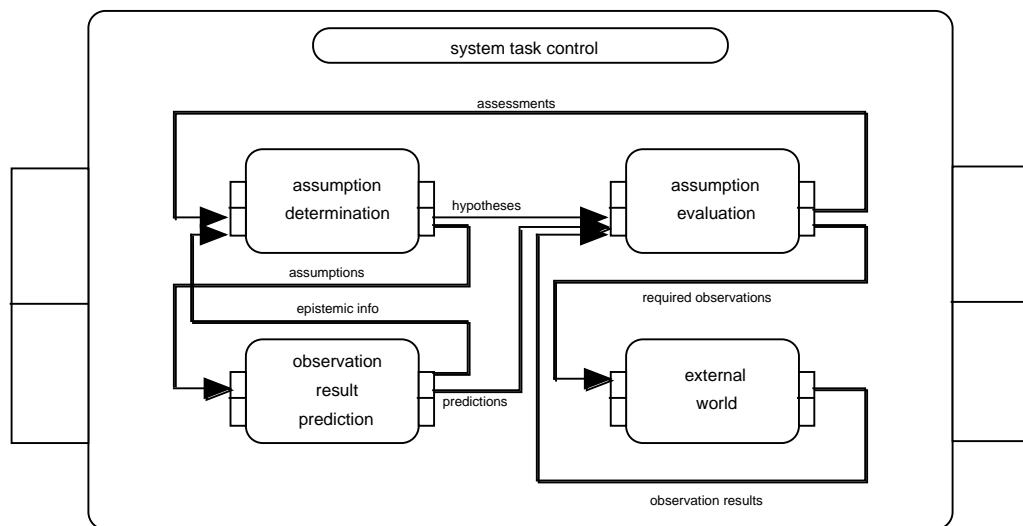 system task control
assessments
assumption
determination
assumption
evaluation
hypotheses
assumptions
required observations
epistemic info
observation
result
prediction
external
world
predictions
observation results